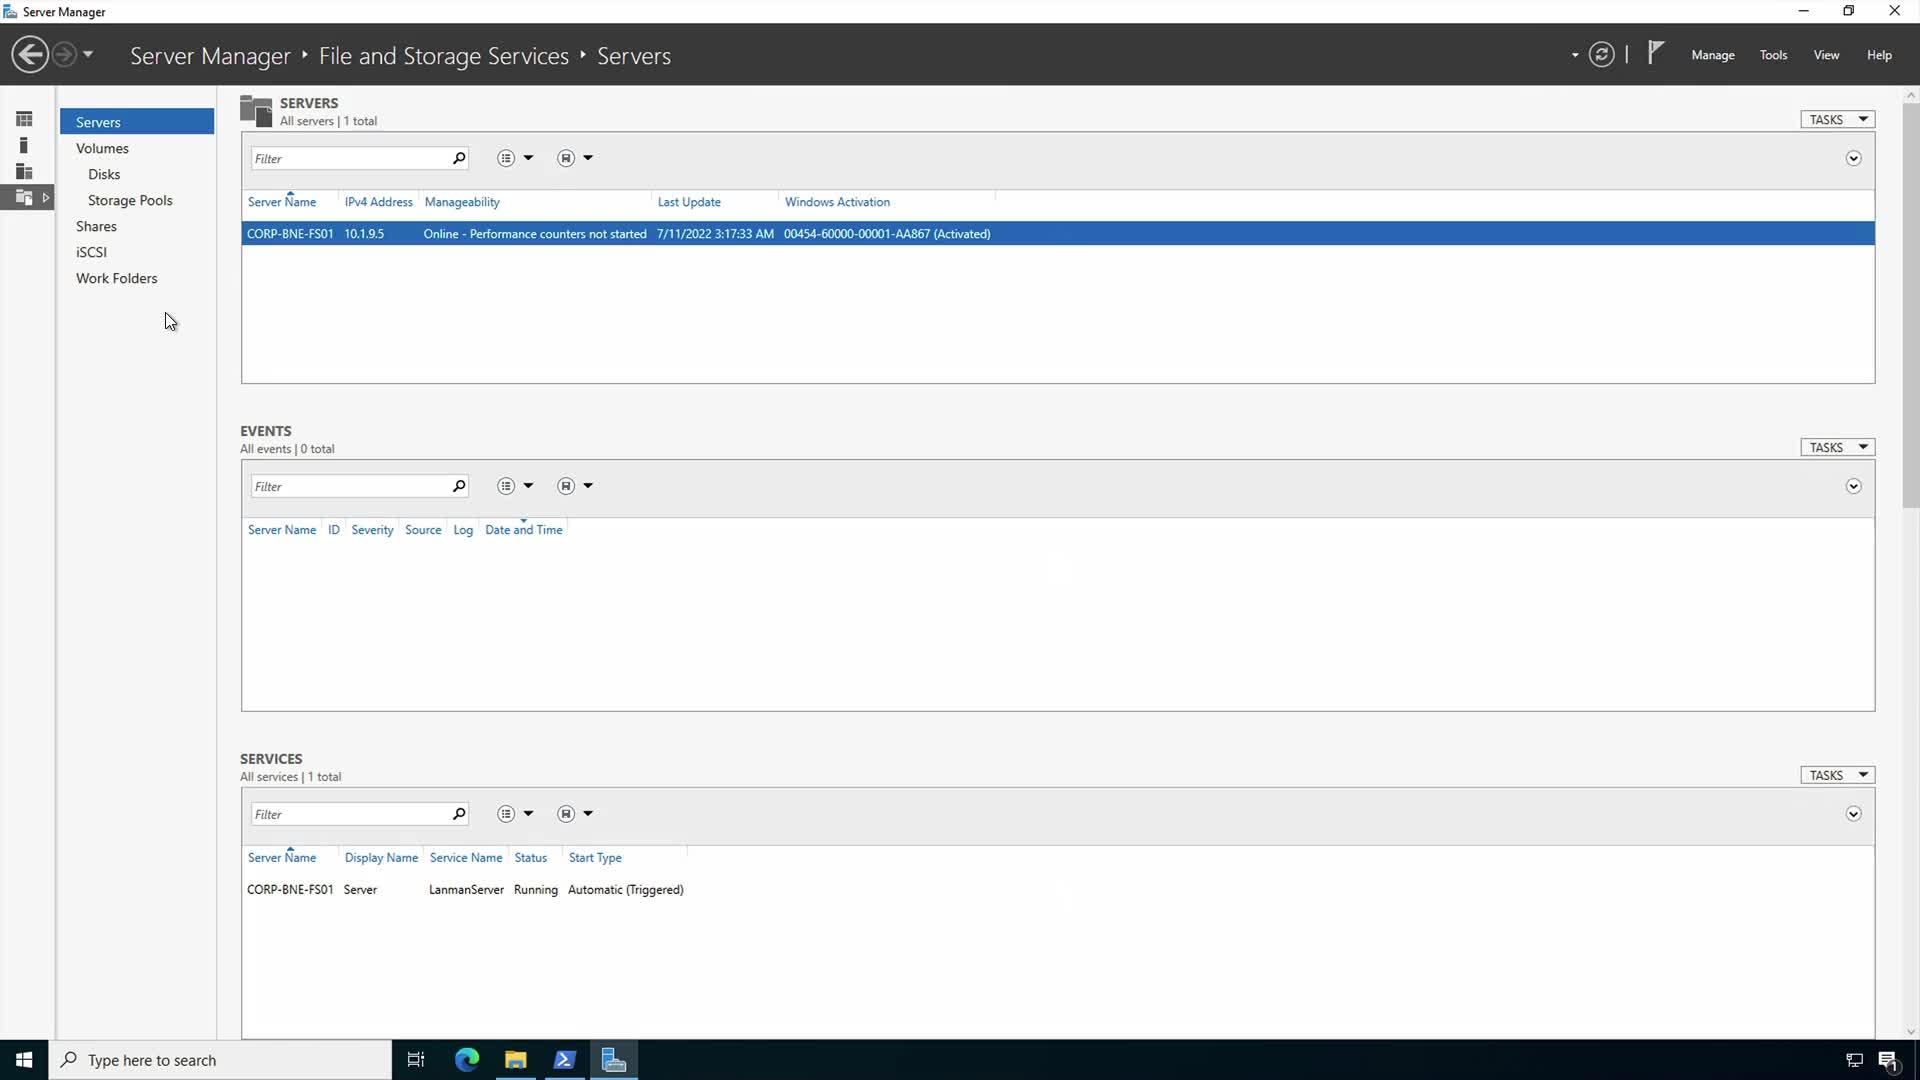 Server Manager
Server Manager ‣ File and Storage Services ‣ Servers
Manage Tools View Help
Servers
Volumes
Disks
Storage Pools
Shares
iSCSI
Work Folders
SERVERS
All servers | 1 total
TASKS
Filter
Server Name IPv4 Address Manageability Last Update Windows Activation
CORP-BNE-FS01 10.1.9.5 Online - Performance counters not started 7/11/2022 3:17:33 AM 00454-60000-00001-AA867 (Activated)
EVENTS
All events | 0 total
TASKS
Filter
Server Name ID Severity Source Log Date and Time
SERVICES
All services | 1 total
TASKS
Filter
Server Name Display Name Service Name Status Start Type
CORP-BNE-FS01 Server LanmanServer Running Automatic (Triggered)
Type here to search
1